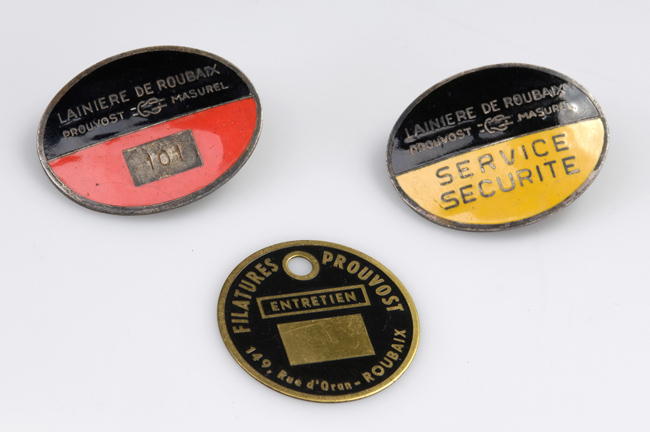 LAINIERE DE ROUBAIX
PROUVOST MASUREL
101
LAINIERE DE ROUBAIX
PROUVOST MASUREL
SERVICE
SECURITE
FILATURES PROUVOST
ENTRETIEN
149, Rue d'Oran - ROUBAIX